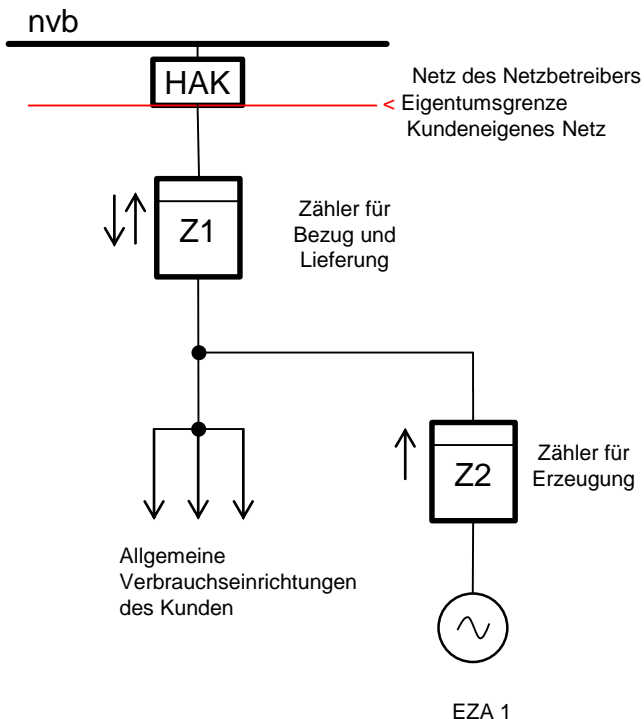 nvb
HAK
Netz des Netzbetreibers
< Eigentumsgrenze
Kundeneigenes Netz
Z1
Zähler für
Bezug und
Lieferung
Z2
Zähler für
Erzeugung
Allgemeine
Verbrauchseinrichtungen
des Kunden
EZA 1